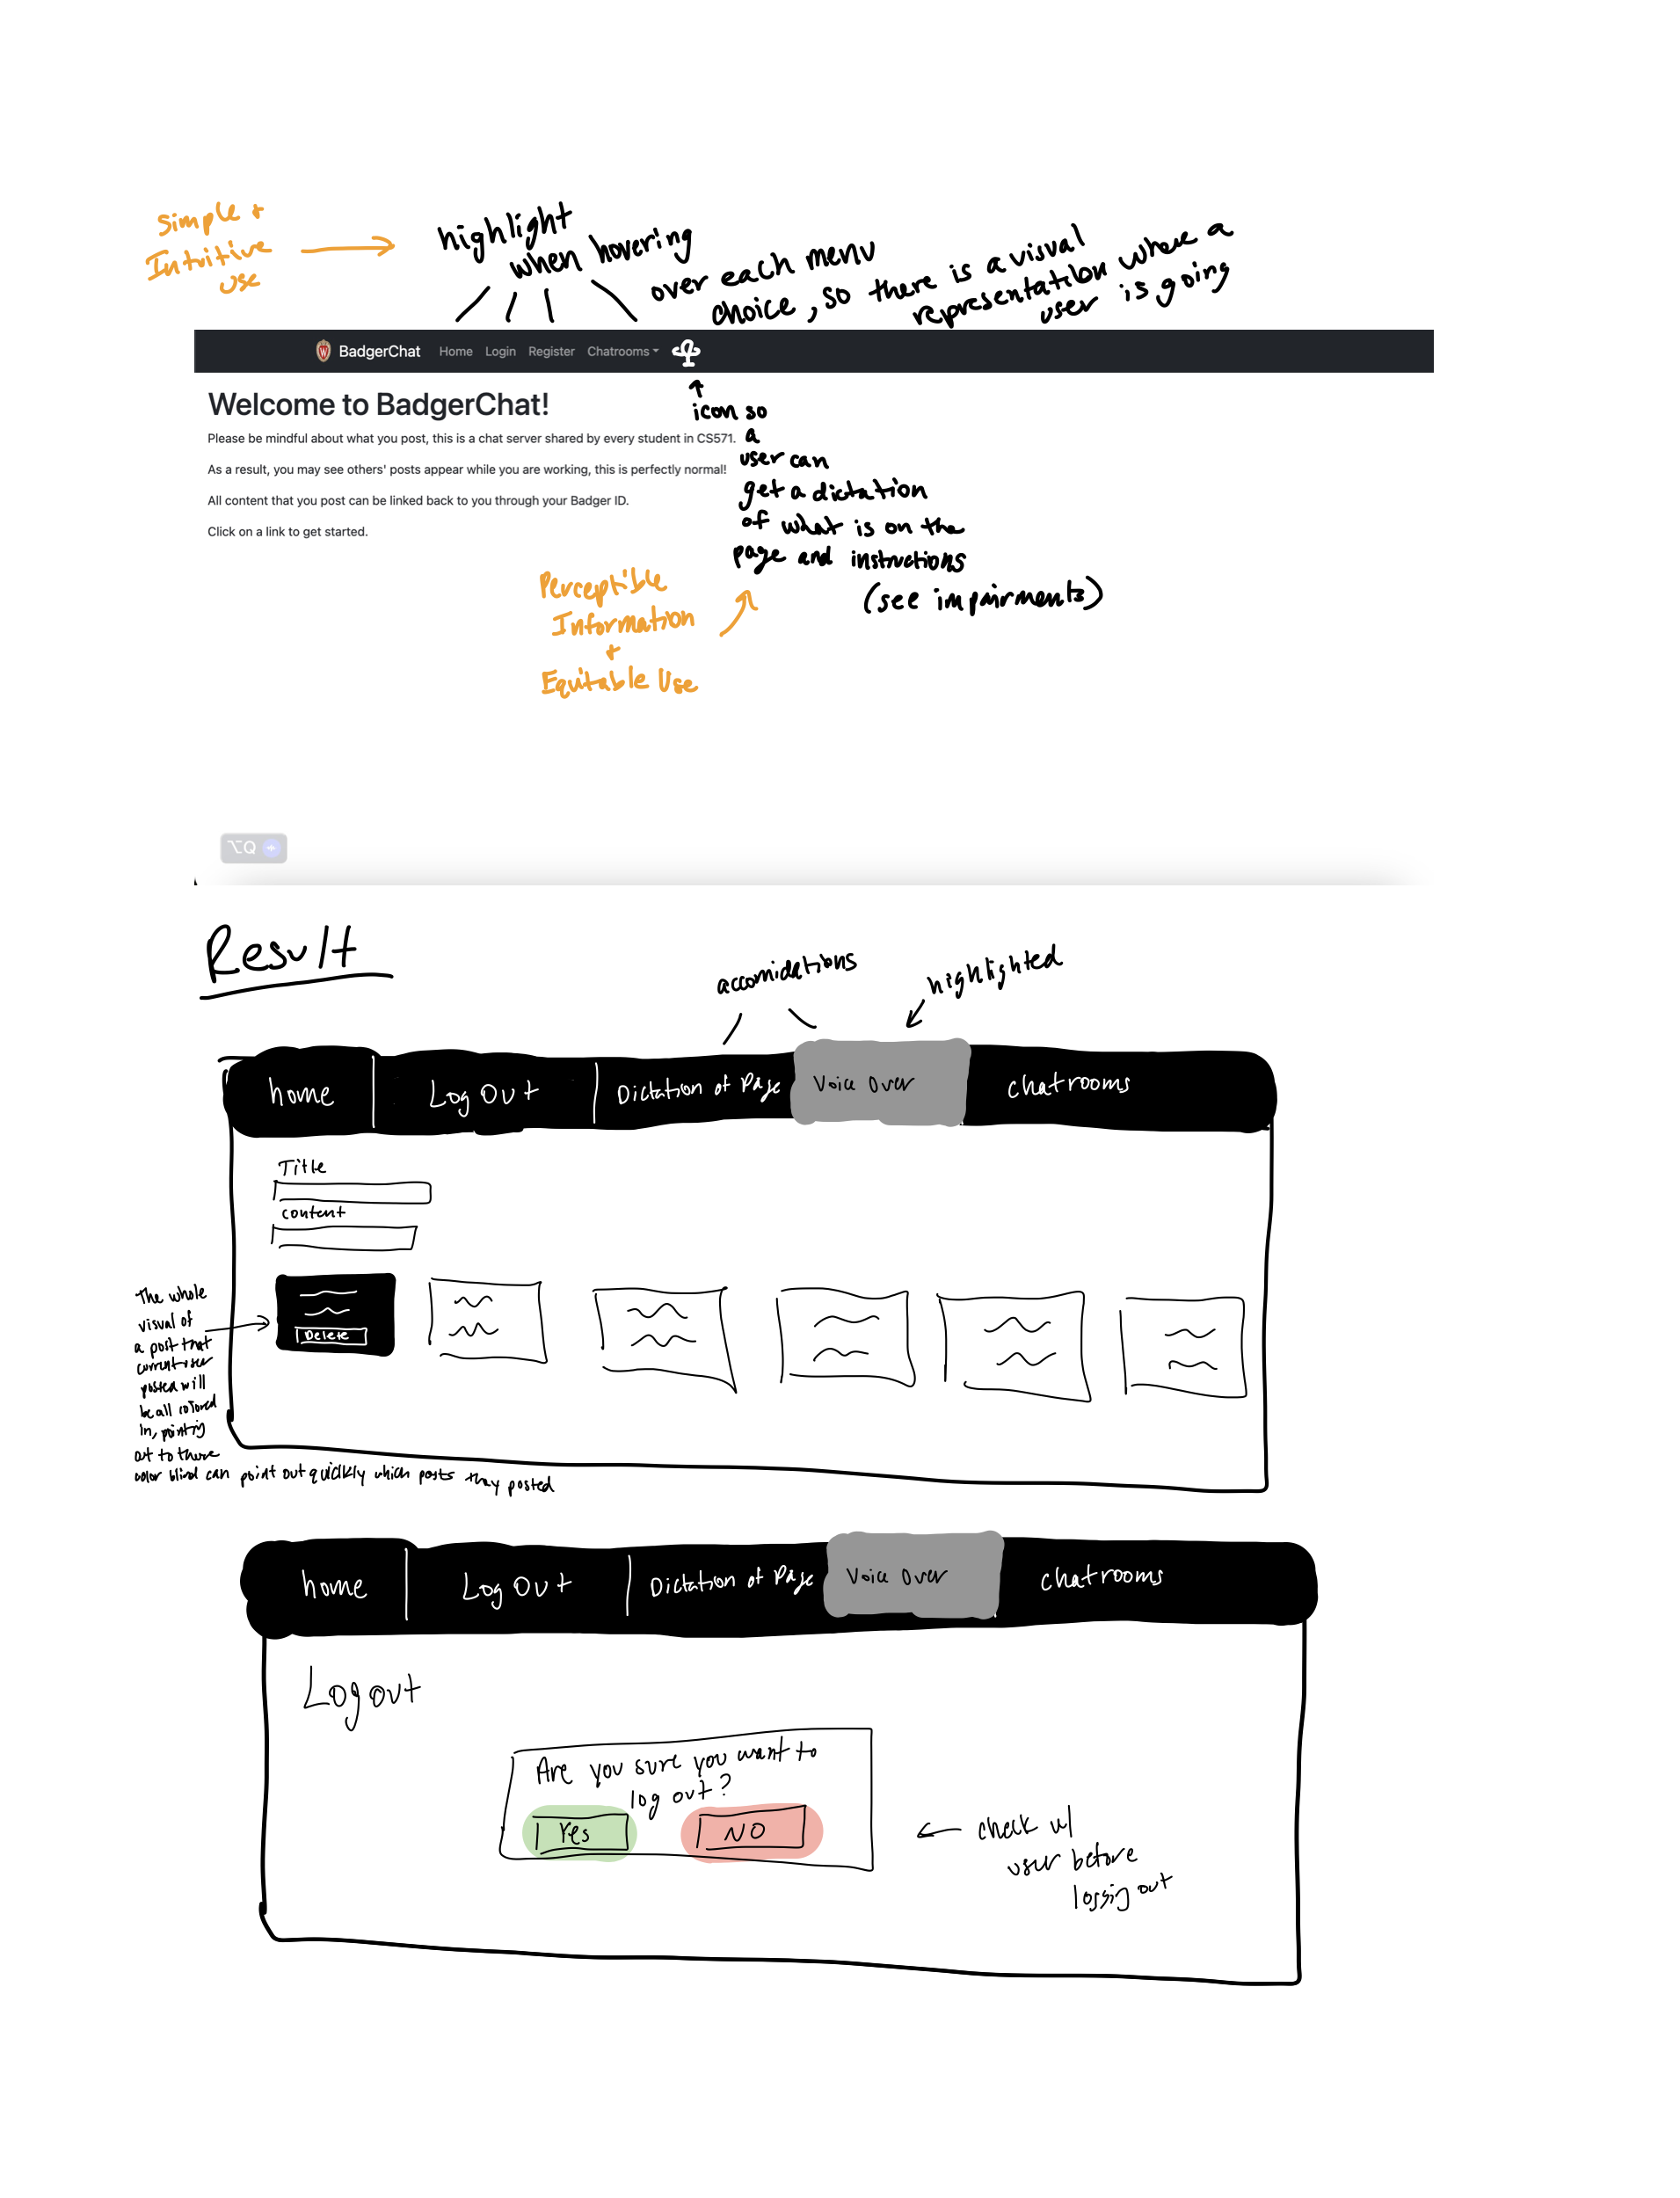 Simple +
Intuitive
use
highlight
when hovering
over each menu
choice, so there is a visual
representation where a
user is going
BadgerChat Home Login Register Chatrooms
Welcome to BadgerChat!
Please be mindful about what you post, this is a chat server shared by every student in CS571.
As a result, you may see others' posts appear while you are working, this is perfectly normal!
All content that you post can be linked back to you through your Badger ID.
Click on a link to get started.
icon so
a
user can
get a dictation
of what is on the
page and instructions
(see impairments)
Perceptible
Information
+
Equitable Use
⌥Q
Result
accomidations
highlighted
home Log Out Dictation of Page Voice Over chatrooms
Title
content
Delete
The whole
visual of
a post that
current user
posted will
be all colored
in, pointing
out to those
color blind can point out quickly which posts they posted
home Log Out Dictation of Page Voice Over chatrooms
Logout
Are you sure you want to
log out?
Yes NO
check w/
user before
logging out